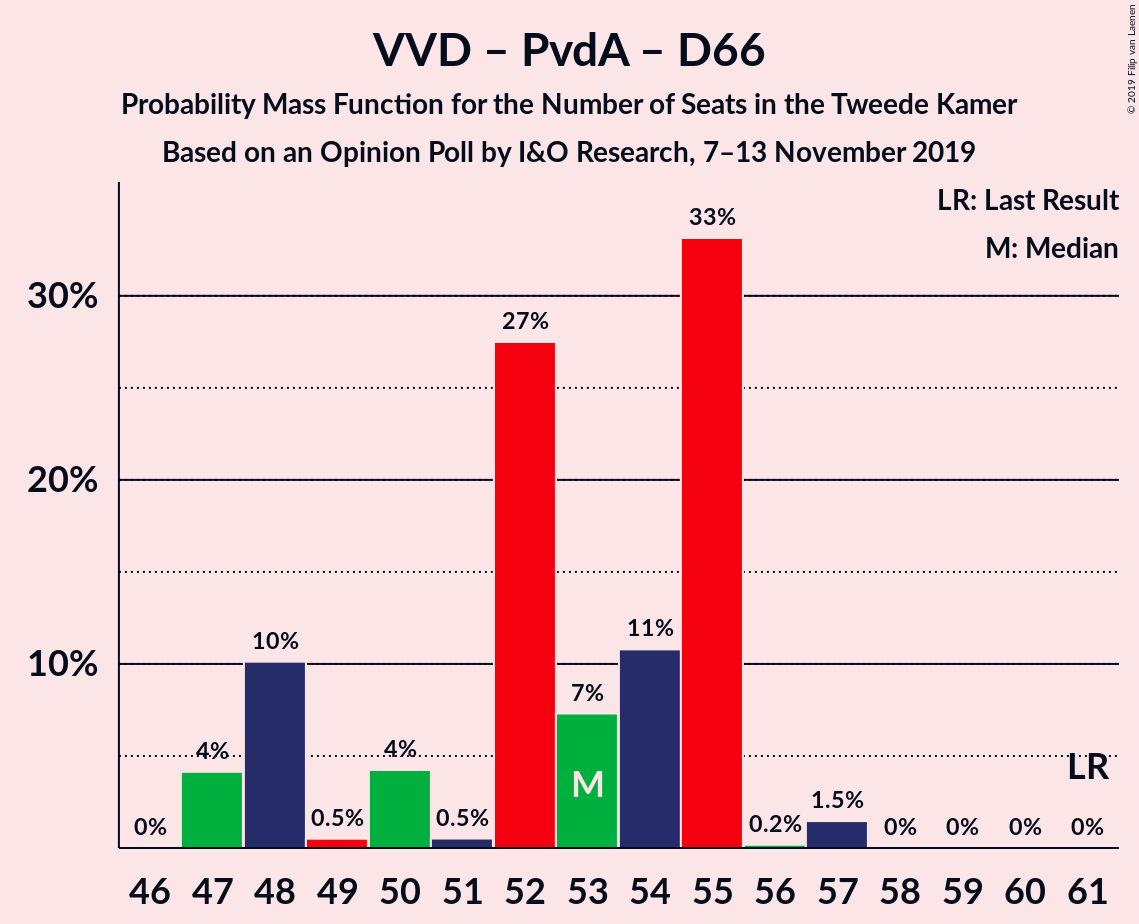 VVD – PvdA – D66
Probability Mass Function for the Number of Seats in the Tweede Kamer
Based on an Opinion Poll by I&O Research, 7–13 November 2019
© 2019 Filip van Laenen
LR: Last Result
M: Median
30%
20%
10%
0%
4%
10%
0.5%
4%
0.5%
27%
7%
11%
33%
0.2%
1.5%
0%
0%
0%
0%
M
LR
46 47 48 49 50 51 52 53 54 55 56 57 58 59 60 61